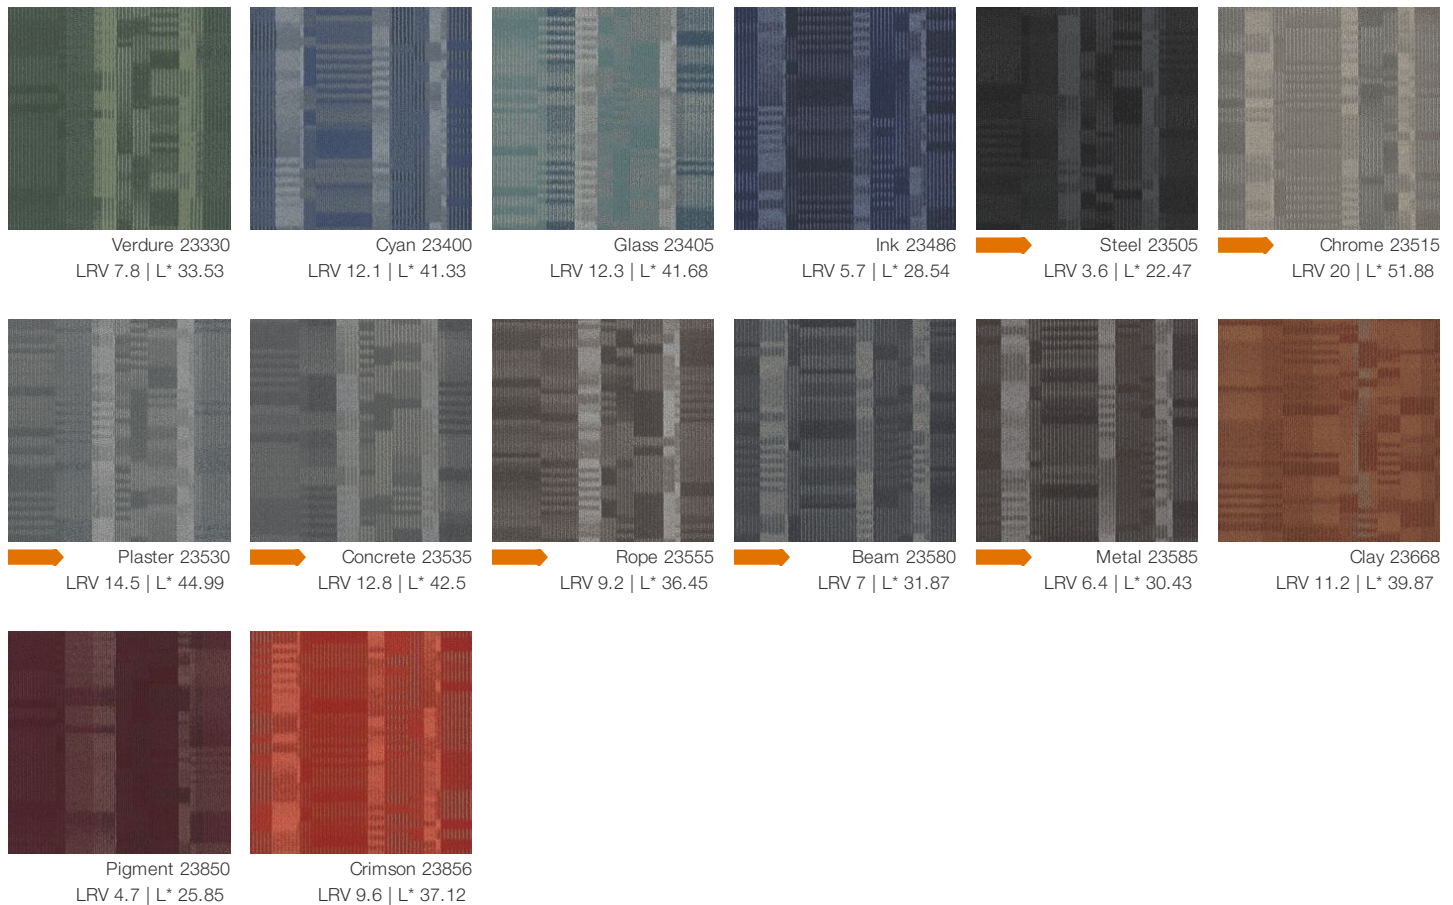 Verdure 23330
LRV 7.8 | L* 33.53
Cyan 23400
LRV 12.1 | L* 41.33
Glass 23405
LRV 12.3 | L* 41.68
Ink 23486
LRV 5.7 | L* 28.54
Steel 23505
LRV 3.6 | L* 22.47
Chrome 23515
LRV 20 | L* 51.88
Plaster 23530
LRV 14.5 | L* 44.99
Concrete 23535
LRV 12.8 | L* 42.5
Rope 23555
LRV 9.2 | L* 36.45
Beam 23580
LRV 7 | L* 31.87
Metal 23585
LRV 6.4 | L* 30.43
Clay 23668
LRV 11.2 | L* 39.87
Pigment 23850
LRV 4.7 | L* 25.85
Crimson 23856
LRV 9.6 | L* 37.12